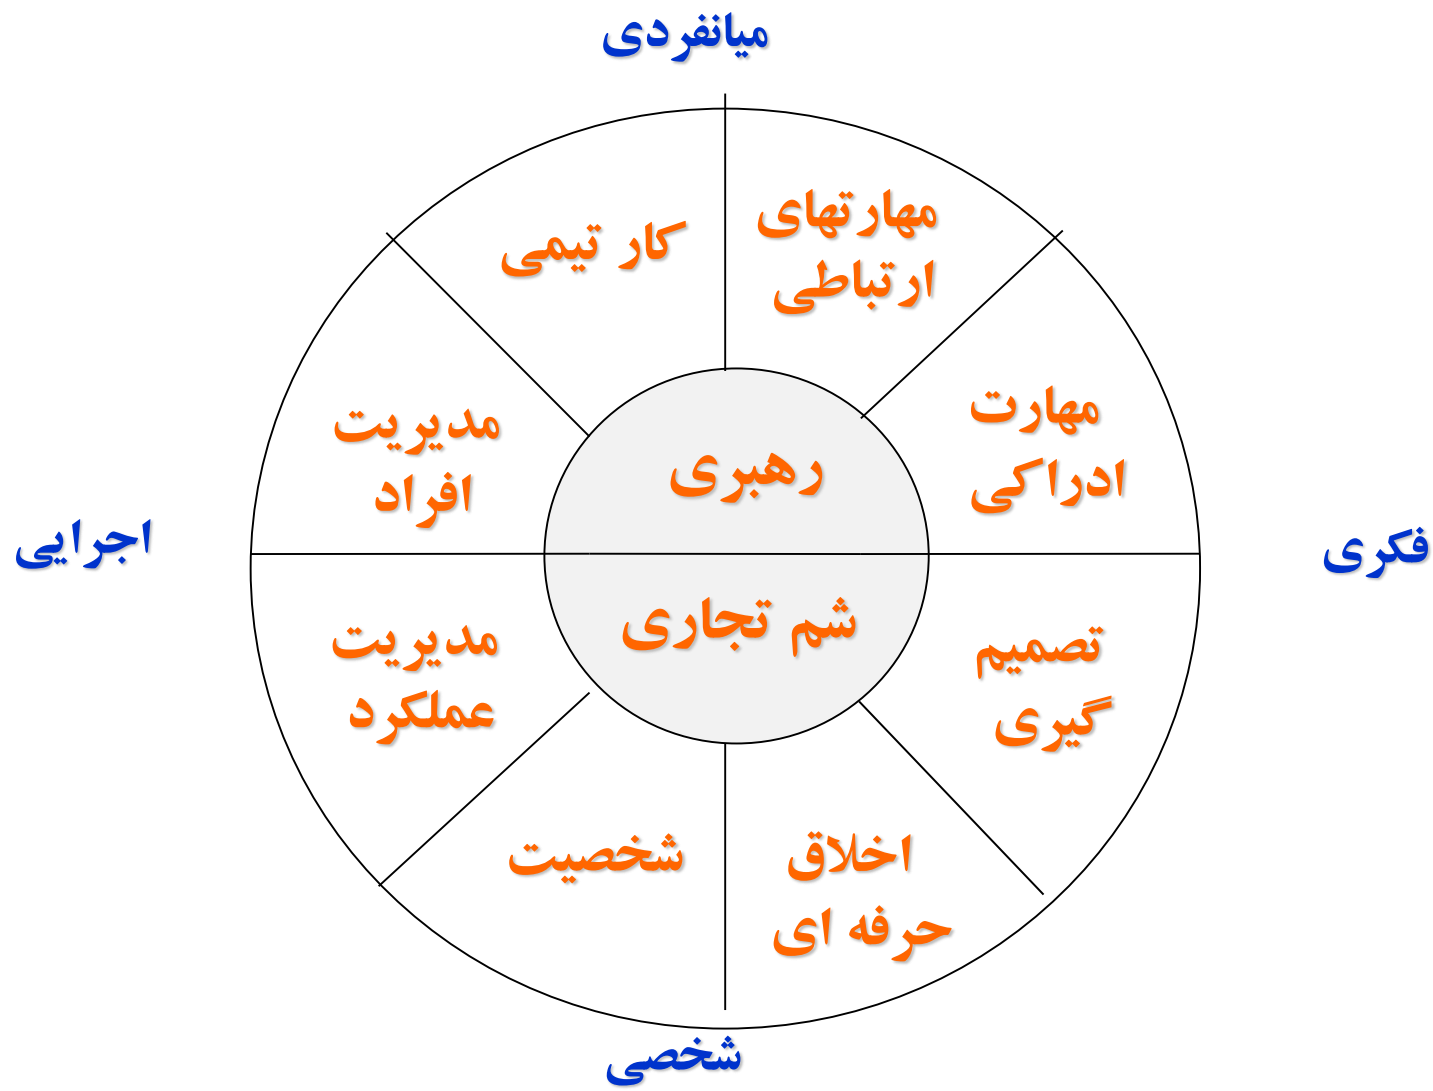 میانفردی
مهارتهای
ارتباطی
کار تیمی
مهارت
ادراکی
مدیریت
افراد
رهبری
فکری
اجرایی
شم تجاری
تصمیم
گیری
مدیریت
عملکرد
اخلاق
حرفه ای
شخصیت
شخصی